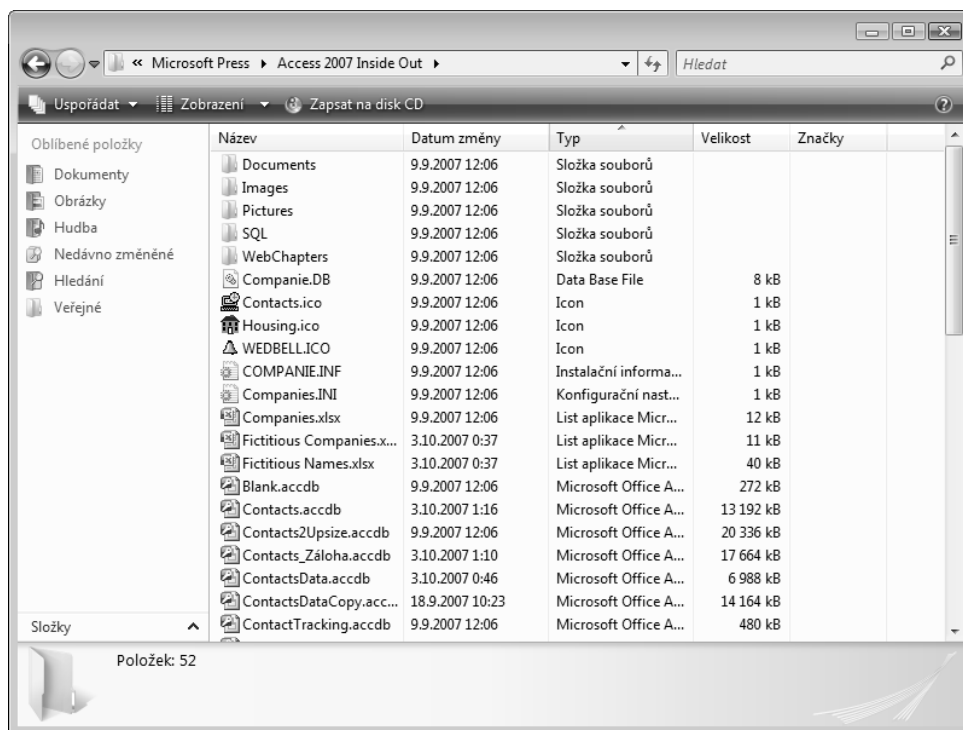 « Microsoft Press ▸ Access 2007 Inside Out ▸ Hledat
Uspořádat Zobrazení Zapsat na disk CD
Oblíbené položky
Dokumenty
Obrázky
Hudba
Nedávno změněné
Hledání
Veřejné
Složky
Název Datum změny Typ Velikost Značky
Documents 9.9.2007 12:06 Složka souborů
Images 9.9.2007 12:06 Složka souborů
Pictures 9.9.2007 12:06 Složka souborů
SQL 9.9.2007 12:06 Složka souborů
WebChapters 9.9.2007 12:06 Složka souborů
Companie.DB 9.9.2007 12:06 Data Base File 8 kB
Contacts.ico 9.9.2007 12:06 Icon 1 kB
Housing.ico 9.9.2007 12:06 Icon 1 kB
WEDBELL.ICO 9.9.2007 12:06 Icon 1 kB
COMPANIE.INF 9.9.2007 12:06 Instalační informa... 1 kB
Companies.INI 9.9.2007 12:06 Konfigurační nast... 1 kB
Companies.xlsx 9.9.2007 12:06 List aplikace Micr... 12 kB
Fictitious Companies.x... 3.10.2007 0:37 List aplikace Micr... 11 kB
Fictitious Names.xlsx 3.10.2007 0:37 List aplikace Micr... 40 kB
Blank.accdb 9.9.2007 12:06 Microsoft Office A... 272 kB
Contacts.accdb 3.10.2007 1:16 Microsoft Office A... 13 192 kB
Contacts2Upsize.accdb 9.9.2007 12:06 Microsoft Office A... 20 336 kB
Contacts_Záloha.accdb 3.10.2007 1:10 Microsoft Office A... 17 664 kB
ContactsData.accdb 3.10.2007 0:46 Microsoft Office A... 6 988 kB
ContactsDataCopy.acc... 18.9.2007 10:23 Microsoft Office A... 14 164 kB
ContactTracking.accdb 9.9.2007 12:06 Microsoft Office A... 480 kB
Položek: 52